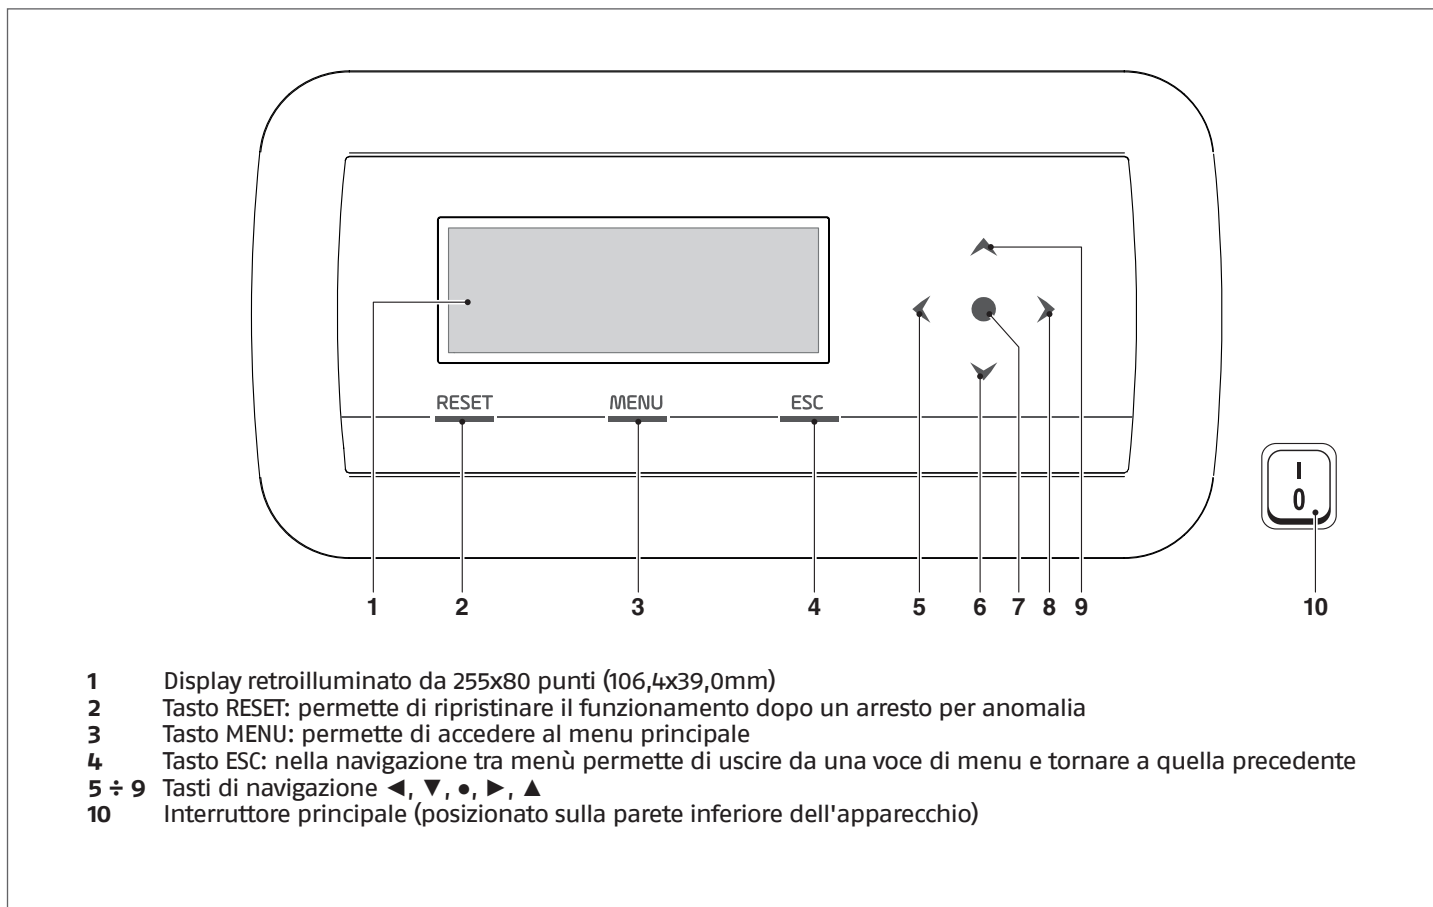 RESET MENU ESC
I
0
1 2 3 4 5 6 7 8 9 10
1 Display retroilluminato da 255x80 punti (106,4x39,0mm)
2 Tasto RESET: permette di ripristinare il funzionamento dopo un arresto per anomalia
3 Tasto MENU: permette di accedere al menu principale
4 Tasto ESC: nella navigazione tra menù permette di uscire da una voce di menu e tornare a quella precedente
5 ÷ 9 Tasti di navigazione ◄, ▼, ●, ►, ▲
10 Interruttore principale (posizionato sulla parete inferiore dell'apparecchio)